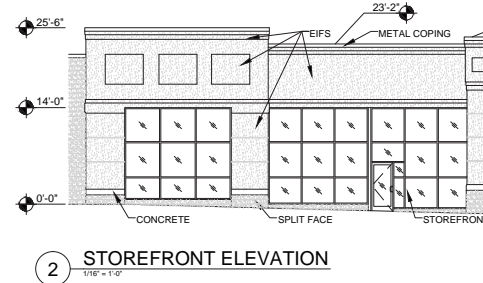 23'-2"
25'-6"
EIFS
METAL COPING
14'-0"
0'-0"
CONCRETE
SPLIT FACE
STOREFRON
2
STOREFRONT ELEVATION
1/16" = 1'-0"